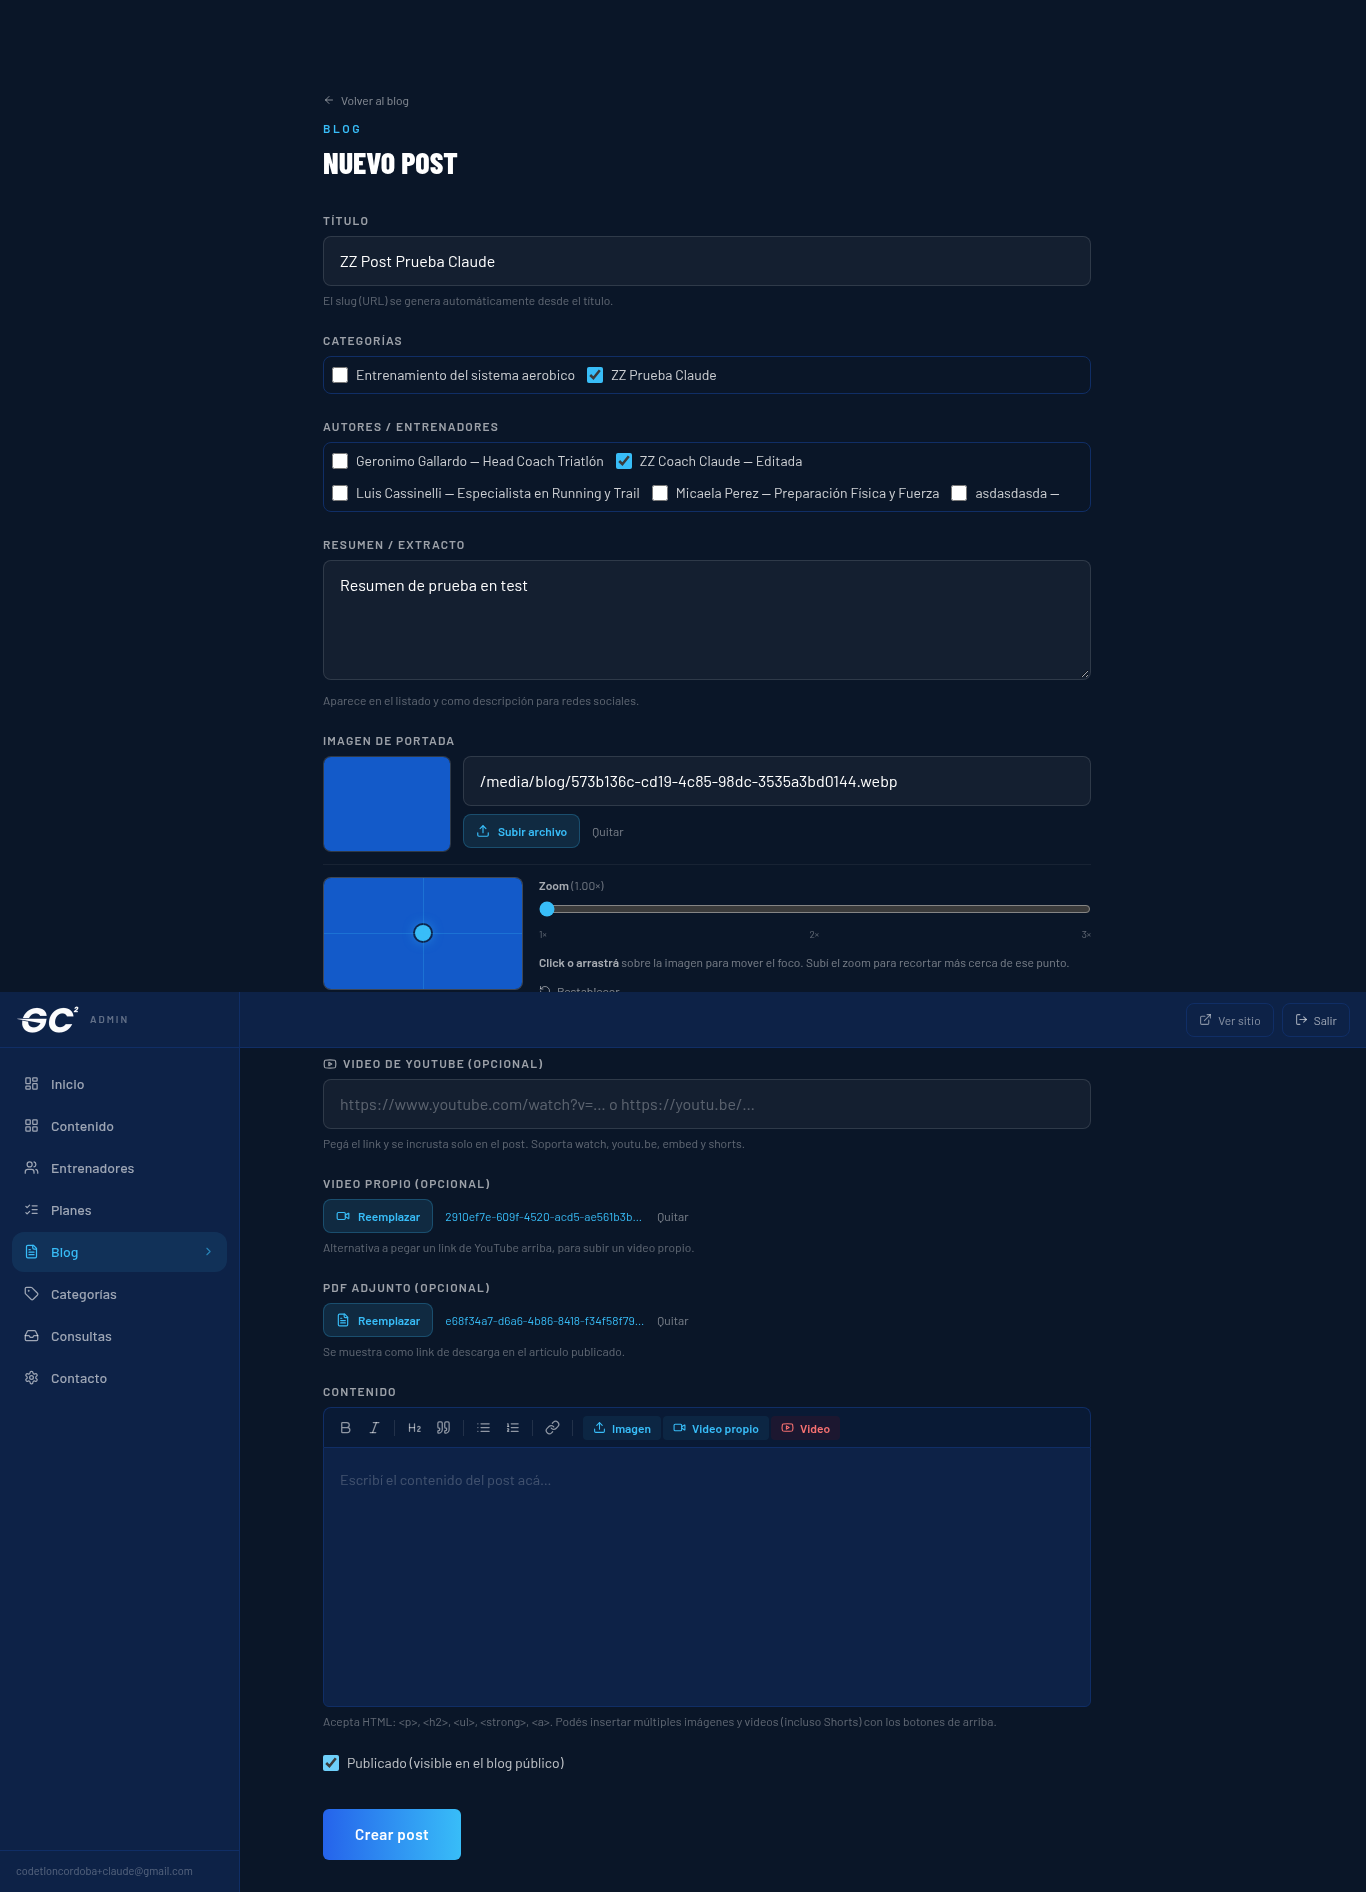 Volver al blog
BLOG
NUEVO POST
TÍTULO
ZZ Post Prueba Claude
El slug (URL) se genera automáticamente desde el título.
CATEGORÍAS
Entrenamiento del sistema aerobico
ZZ Prueba Claude
AUTORES / ENTRENADORES
Geronimo Gallardo — Head Coach Triatlón
ZZ Coach Claude — Editada
Luis Cassinelli — Especialista en Running y Trail
Micaela Perez — Preparación Física y Fuerza
asdasdasda —
RESUMEN / EXTRACTO
Resumen de prueba en test
Aparece en el listado y como descripción para redes sociales.
IMAGEN DE PORTADA
/media/blog/573b136c-cd19-4c85-98dc-3535a3bd0144.webp
Subir archivo
Quitar
Zoom (1.00×)
1×
2×
3×
Click o arrastrá sobre la imagen para mover el foco. Subí el zoom para recortar más cerca de ese punto.
Restablecer
GC²
ADMIN
Ver sitio
Salir
Inicio
Contenido
Entrenadores
Planes
Blog
Categorías
Consultas
Contacto
codetloncordoba+claude@gmail.com
VIDEO DE YOUTUBE (OPCIONAL)
https://www.youtube.com/watch?v=... o https://youtu.be/...
Pegá el link y se incrusta solo en el post. Soporta watch, youtu.be, embed y shorts.
VIDEO PROPIO (OPCIONAL)
Reemplazar
2910ef7e-609f-4520-acd5-ae561b3b...
Quitar
Alternativa a pegar un link de YouTube arriba, para subir un video propio.
PDF ADJUNTO (OPCIONAL)
Reemplazar
e68f34a7-d6a6-4b86-8418-f34f58f79...
Quitar
Se muestra como link de descarga en el artículo publicado.
CONTENIDO
B
I
H2
Imagen
Video propio
Video
Escribí el contenido del post acá...
Acepta HTML: <p>, <h2>, <ul>, <strong>, <a>. Podés insertar múltiples imágenes y videos (incluso Shorts) con los botones de arriba.
Publicado (visible en el blog público)
Crear post